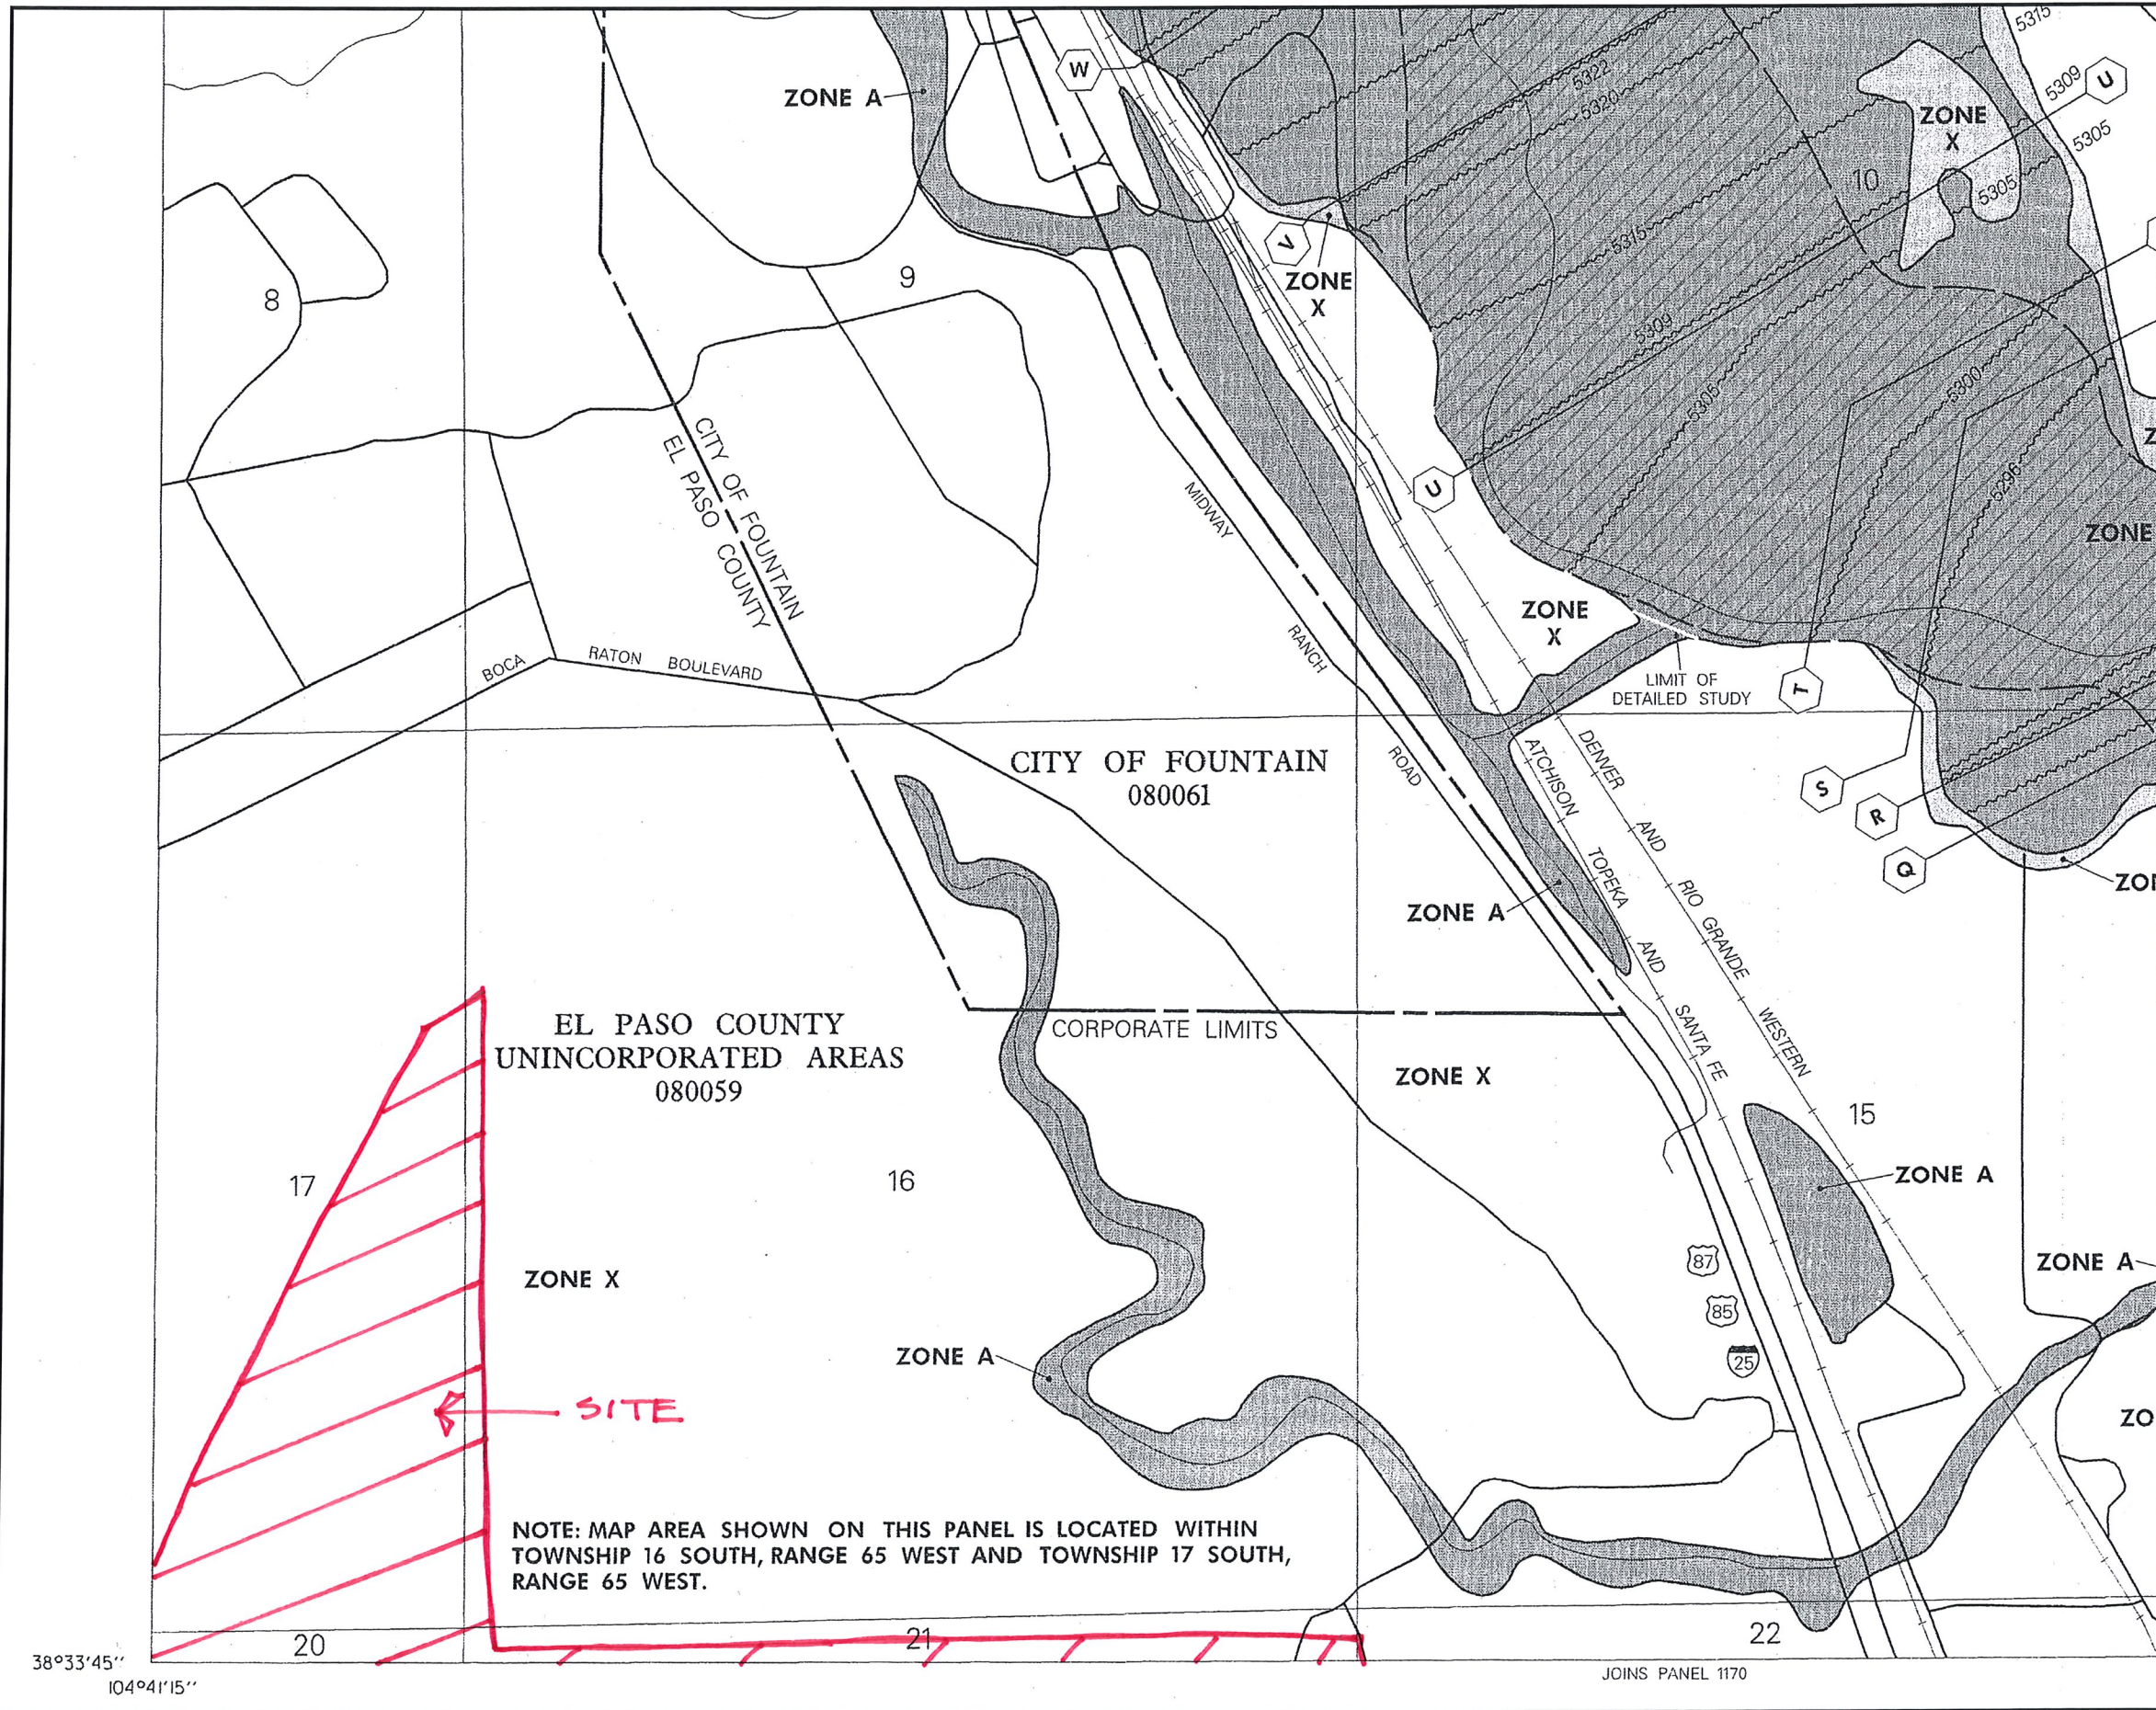 W
5315
ZONE A
5322
5320
5309
U
ZONE
X
5305
10
5305
V
5315
ZONE
X
9
8
5309
5305
5300
5296
CITY OF FOUNTAIN
EL PASO COUNTY
MIDWAY
RANCH
ROAD
U
ZONE
ZONE
X
BOCA
RATON BOULEVARD
LIMIT OF
DETAILED STUDY
T
S
R
Q
CITY OF FOUNTAIN
080061
ATCHISON
TOPEKA
AND
SANTA FE
DENVER
AND
RIO GRANDE
WESTERN
ZONE A
EL PASO COUNTY
UNINCORPORATED AREAS
080059
CORPORATE LIMITS
ZONE X
15
ZONE A
17
16
ZONE X
87
85
25
ZONE A
ZONE A
SITE
NOTE: MAP AREA SHOWN ON THIS PANEL IS LOCATED WITHIN
TOWNSHIP 16 SOUTH, RANGE 65 WEST AND TOWNSHIP 17 SOUTH,
RANGE 65 WEST.
20
21
22
38°33'45"
104°41'15"
JOINS PANEL 1170